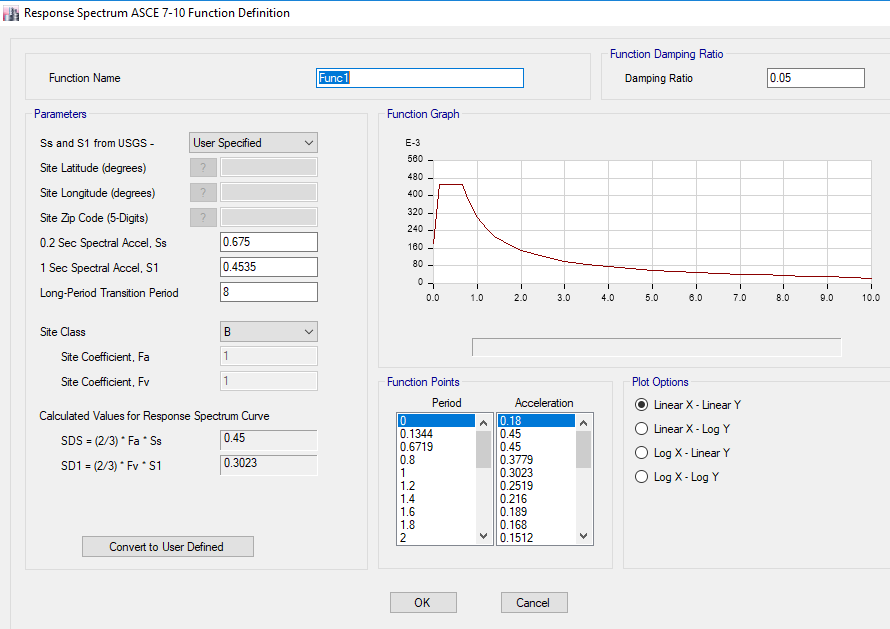 Response Spectrum ASCE 7-10 Function Definition
Function Name
Func1
Function Damping Ratio
Damping Ratio
0.05
Parameters
Ss and S1 from USGS -
User Specified
Site Latitude (degrees)
?
Site Longitude (degrees)
?
Site Zip Code (5-Digits)
?
0.2 Sec Spectral Accel, Ss
0.675
1 Sec Spectral Accel, S1
0.4535
Long-Period Transition Period
8
Site Class
B
Site Coefficient, Fa
1
Site Coefficient, Fv
1
Calculated Values for Response Spectrum Curve
SDS = (2/3) * Fa * Ss
0.45
SD1 = (2/3) * Fv * S1
0.3023
Convert to User Defined
Function Graph
E-3
560
480
400
320
240
160
80
0
0.0 1.0 2.0 3.0 4.0 5.0 6.0 7.0 8.0 9.0 10.0
Function Points
Period Acceleration
0 0.18
0.1344 0.45
0.6719 0.45
0.8 0.3779
1 0.3023
1.2 0.2519
1.4 0.216
1.6 0.189
1.8 0.168
2 0.1512
Plot Options
Linear X - Linear Y
Linear X - Log Y
Log X - Linear Y
Log X - Log Y
OK
Cancel